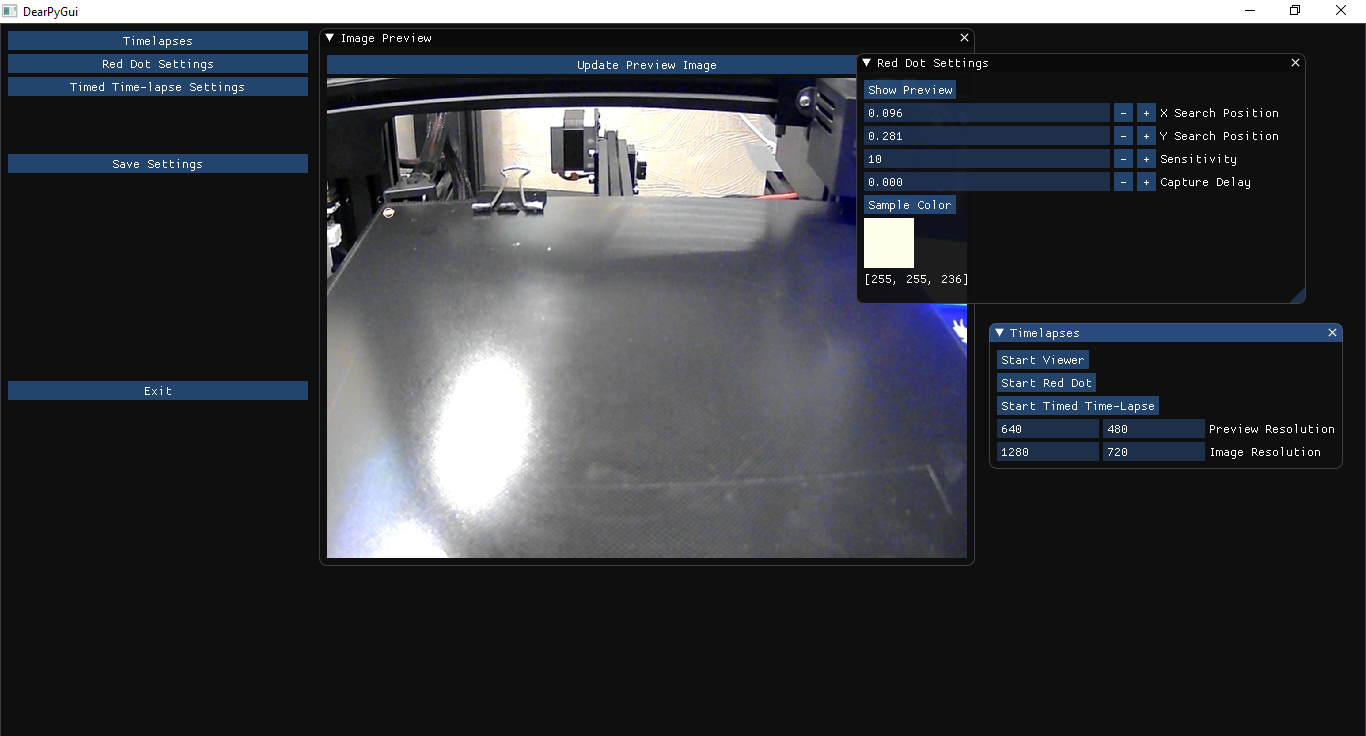 DearPyGui
Timelapses
Red Dot Settings
Timed Time-lapse Settings
Save Settings
Exit
Image Preview
Update Preview Image
Red Dot Settings
Show Preview
0.096 - + X Search Position
0.281 - + Y Search Position
10 - + Sensitivity
0.000 - + Capture Delay
Sample Color
[255, 255, 236]
Timelapses
Start Viewer
Start Red Dot
Start Timed Time-Lapse
640 480 Preview Resolution
1280 720 Image Resolution